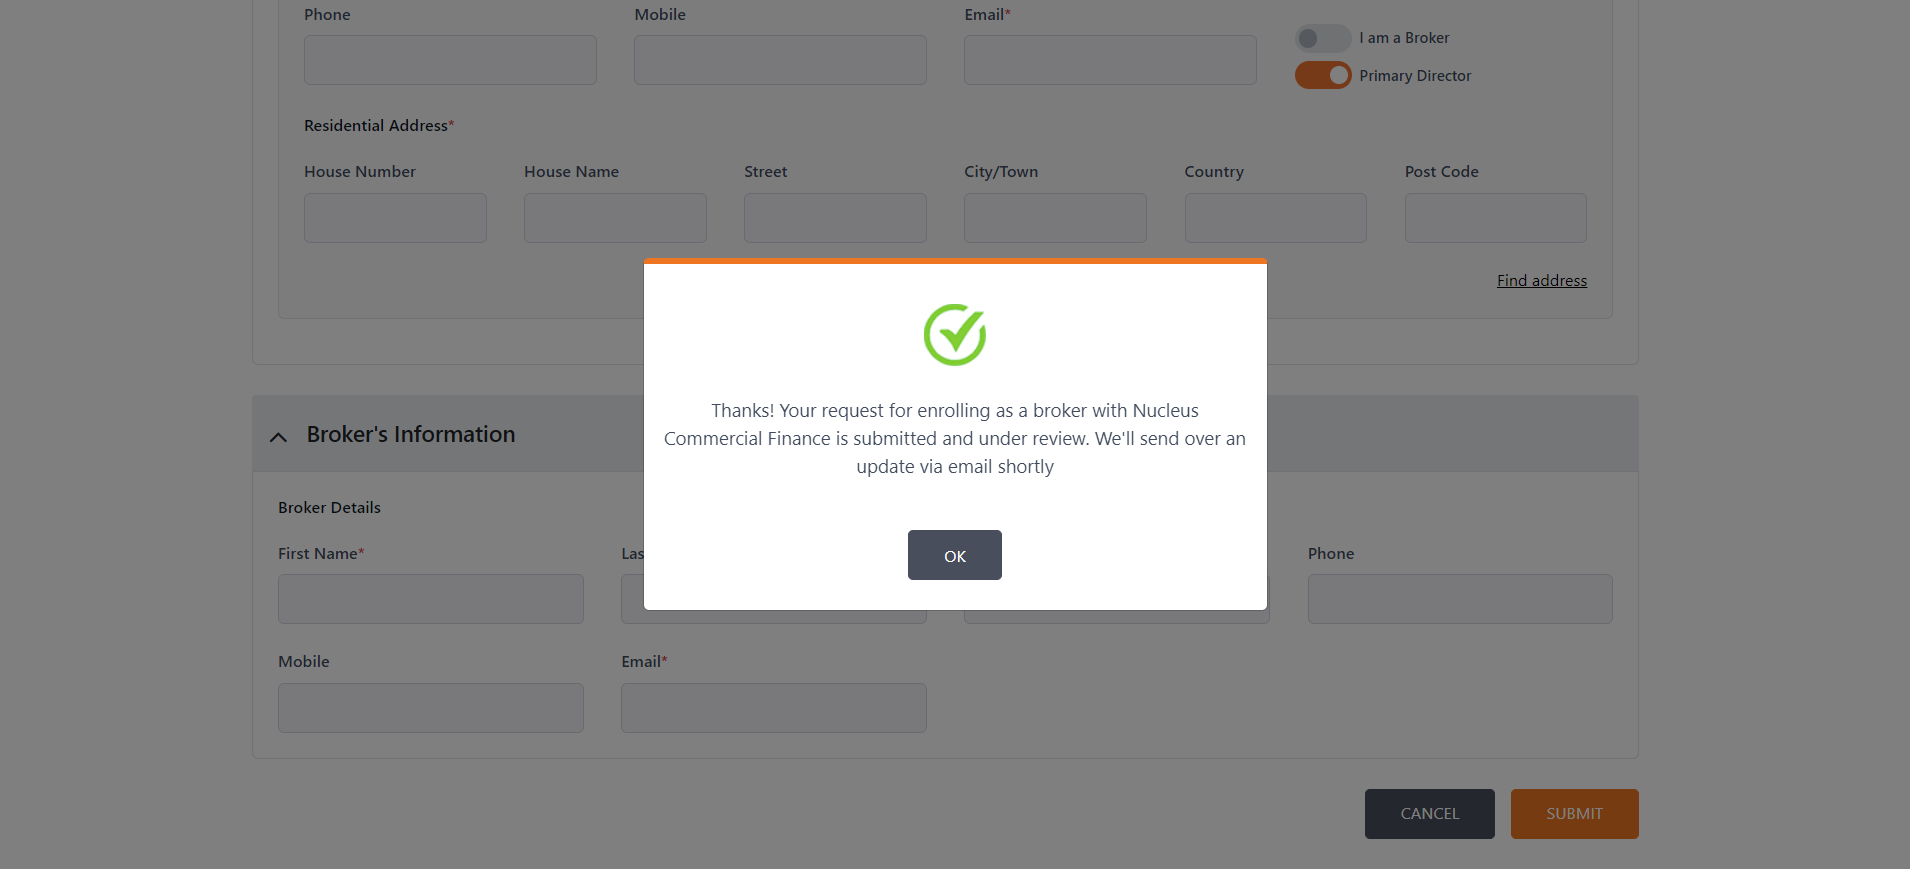 Phone Mobile Email*
I am a Broker
Primary Director
Residential Address*
House Number House Name Street City/Town Country Post Code
Find address
Thanks! Your request for enrolling as a broker with Nucleus
Commercial Finance is submitted and under review. We'll send over an
update via email shortly
OK
Broker's Information
Broker Details
First Name* Las Phone
Mobile Email*
CANCEL SUBMIT